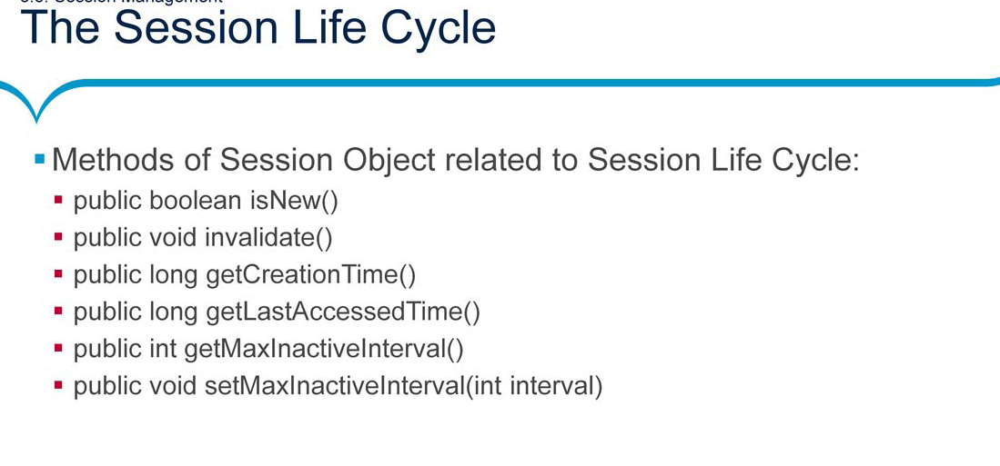 Session Management
The Session Life Cycle
Methods of Session Object related to Session Life Cycle:
public boolean isNew()
public void invalidate()
public long getCreationTime()
public long getLastAccessedTime()
public int getMaxInactiveInterval()
public void setMaxInactiveInterval(int interval)